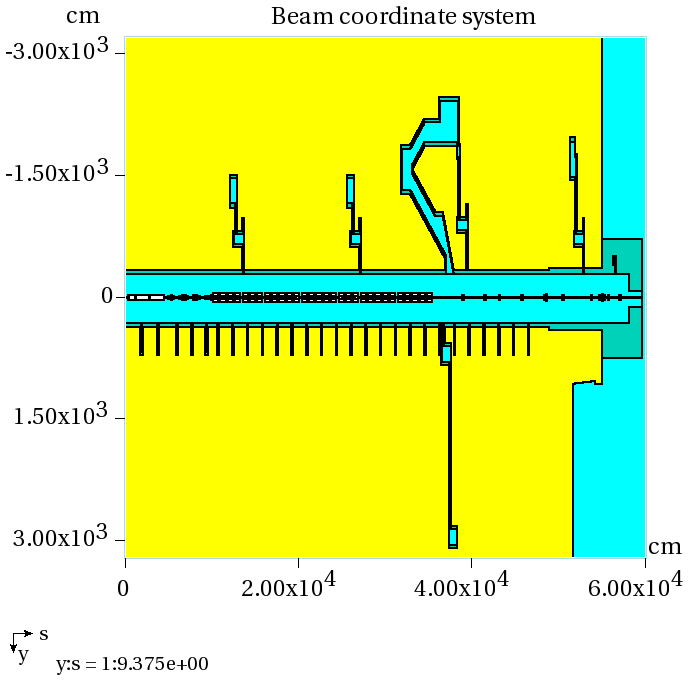 cm Beam coordinate system
-3.00x10³
-1.50x10³
0
1.50x10³
3.00x10³
cm
0 2.00x10⁴ 4.00x10⁴ 6.00x10⁴
s
y
y:s = 1:9.375e+00